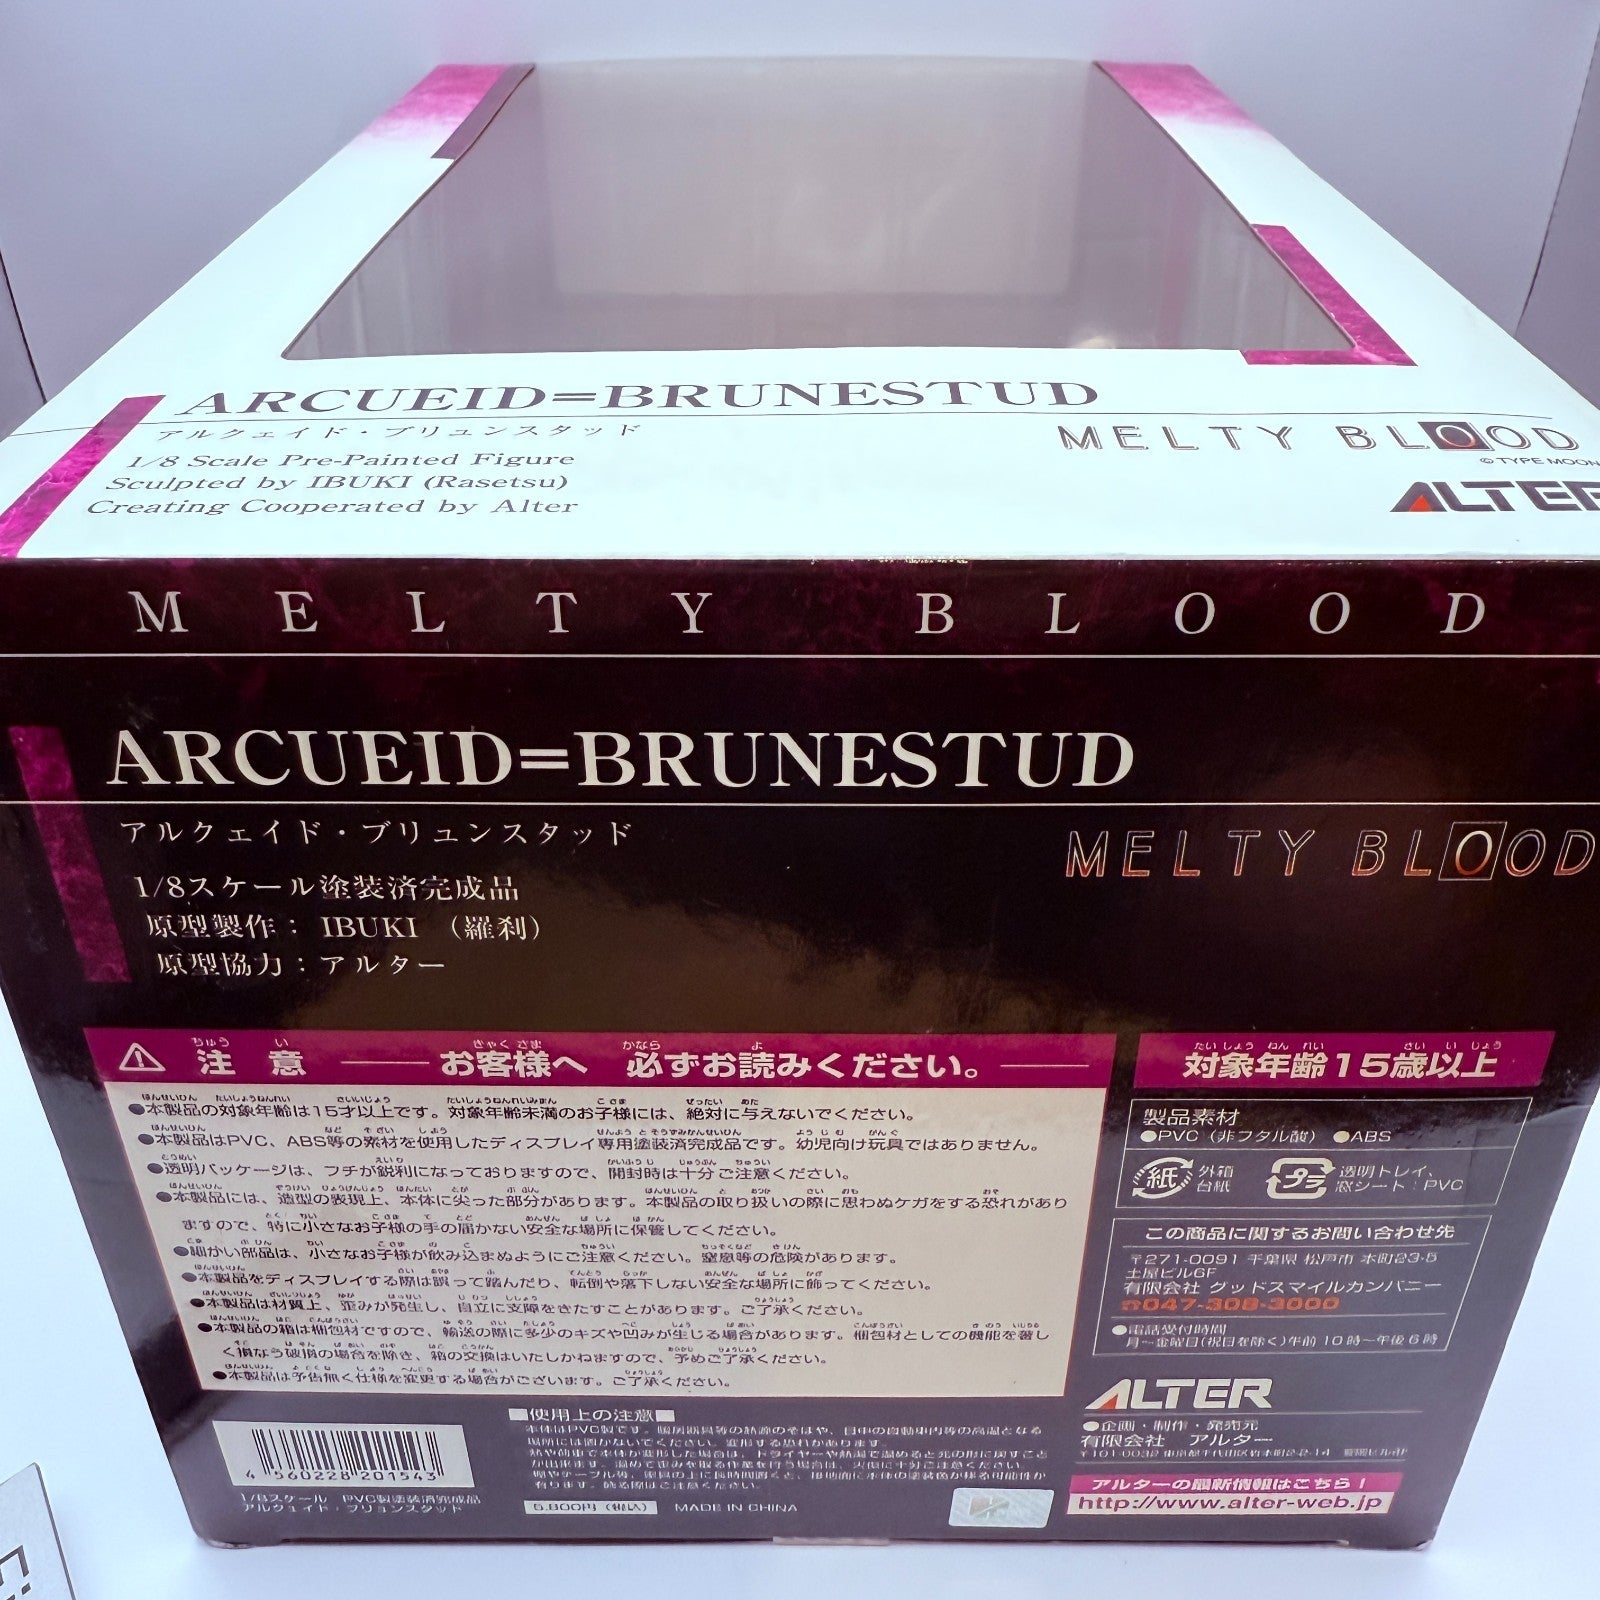 ARCUEID=BRUNESTUD
アルクェイド・ブリュンスタッド
1/8 Scale Pre-Painted Figure
Sculpted by IBUKI (Rasetsu)
Creating Cooperated by Alter
MELTY BLOOD
©TYPE MOON
ALTER
MELTY BLOOD
ARCUEID=BRUNESTUD
アルクェイド・ブリュンスタッド
MELTY BLOOD
1/8スケール塗装済完成品
原型製作：IBUKI（羅刹）
原型協力：アルター
注意 お客様へ 必ずお読みください。
●本製品の対象年齢は15才以上です。対象年齢未満のお子様には、絶対に与えないでください。
●本製品はPVC、ABS等の素材を使用したディスプレイ専用塗装済完成品です。幼児向け玩具ではありません。
●透明パッケージは、フチが鋭利になっておりますので、開封時は十分ご注意ください。
●本製品には、造型の表現上、本体に尖った部分があります。本製品の取り扱いの際に思わぬケガをする恐れがあり
ますので、特に小さなお子様の手の届かない安全な場所に保管してください。
●細かい部品は、小さなお子様が飲み込まぬようにご注意ください。窒息等の危険があります。
●本製品をディスプレイする際は誤って踏んだり、転倒や落下しない安全な場所に飾ってください。
●本製品は材質上、歪みが発生し、自立に支障をきたすことがあります。ご了承ください。
●本製品の箱は梱包材ですので、輸送の際に多少のキズや凹みが生じる場合があります。梱包材としての機能を著し
く損なう破損の場合を除き、箱の交換はいたしかねますので、予めご了承ください。
●本製品は予告無く仕様を変更する場合がございます。ご了承ください。
対象年齢15歳以上
製品素材
●PVC（非フタル酸） ●ABS
紙 外箱 台紙
プラ 透明トレイ、窓シート：PVC
この商品に関するお問い合わせ先
〒271-0091 千葉県 松戸市 本町23-5
土屋ビル6F
有限会社 グッドスマイルカンパニー
☎047-308-3000
●電話受付時間
月〜金曜日(祝日を除く)午前10時〜午後6時
ALTER
●企画・制作・発売元
有限会社 アルター
アルターの最新情報はこちら！
http://www.alter-web.jp
4 560228 201543
1/8スケール PVC製塗装済完成品
アルクェイド・ブリュンスタッド
■使用上の注意■
5,800円（税込） MADE IN CHINA